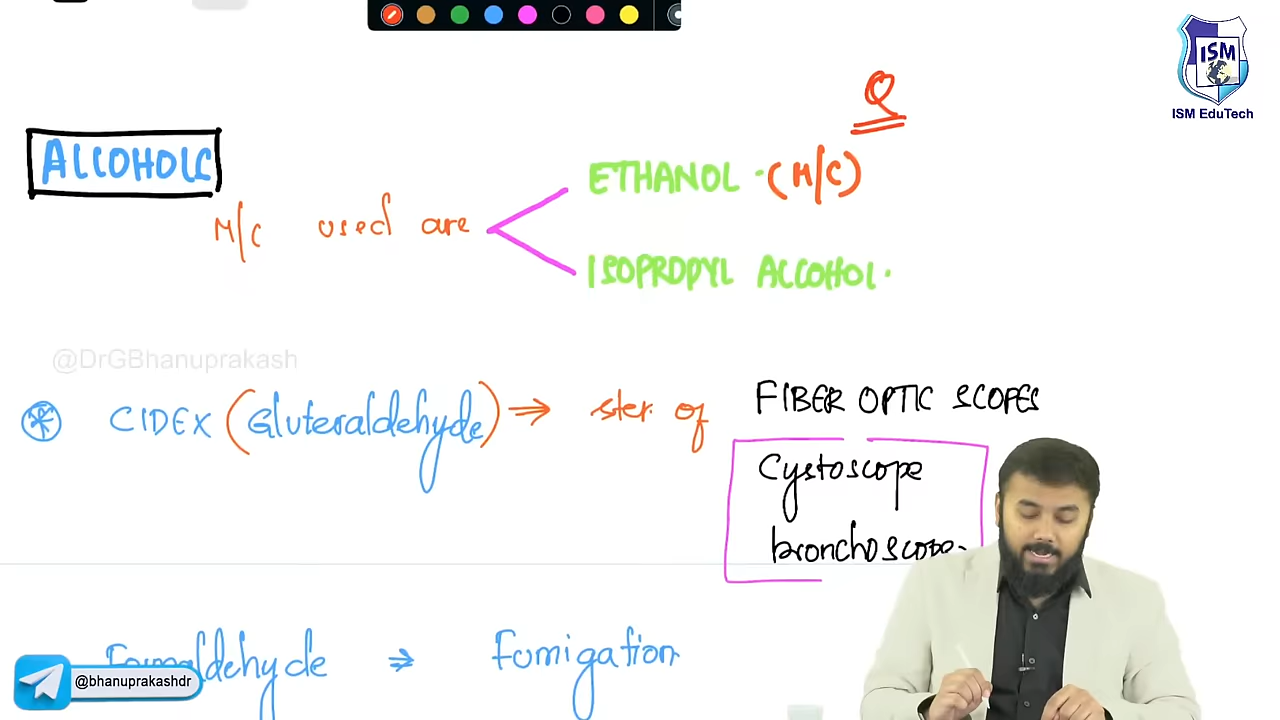 ISM
ISM EduTech
Q
ALCOHOLS
ETHANOL (M/C)
M/C used are
ISOPROPYL ALCOHOL.
@DrGBhanuprakash
CIDEX (Gluteraldehyde) ⇒ ster. of FIBER OPTIC SCOPES
Cystoscope
bronchoscope.
Formaldehyde ⇒ Fumigation
@bhanuprakashdr